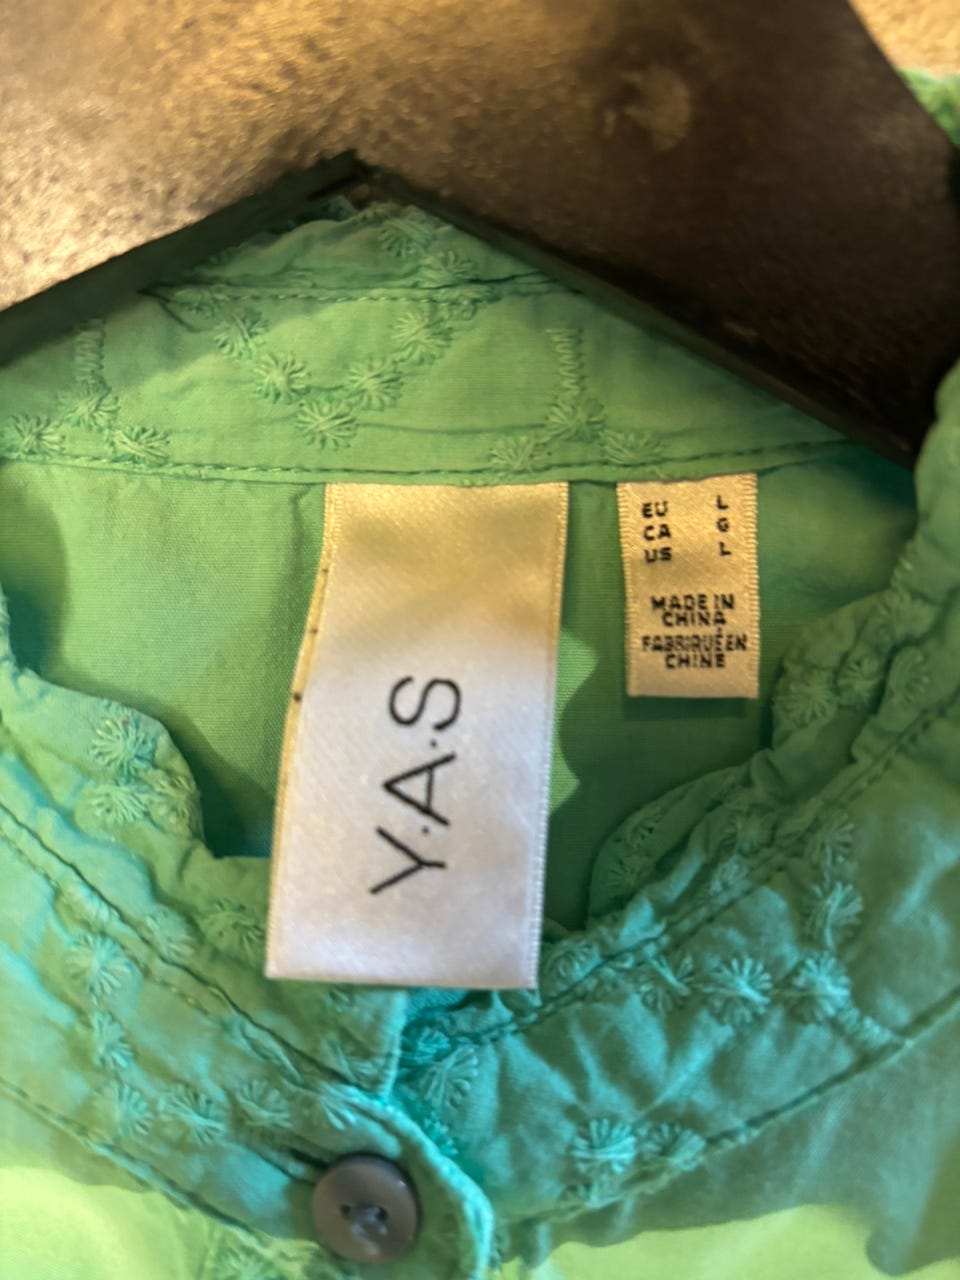 Y.A.S
EU L
CA G
US L
MADE IN
CHINA
FABRIQUÉ EN
CHINE